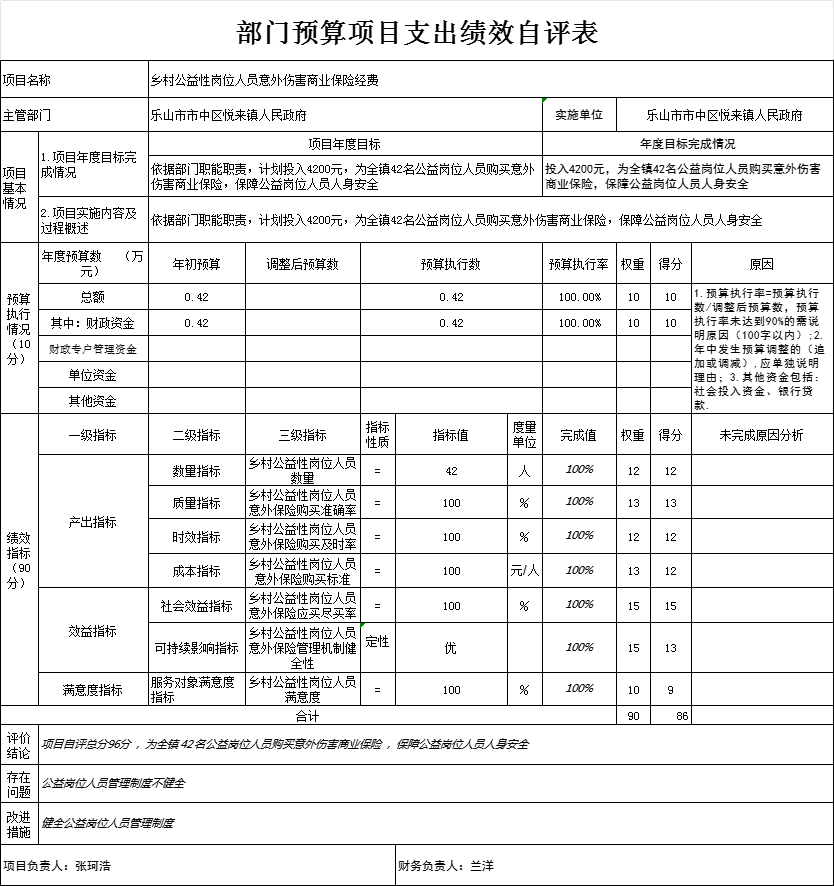 部门预算项目支出绩效自评表
项目名称 乡村公益性岗位人员意外伤害商业保险经费
主管部门 乐山市市中区悦来镇人民政府 实施单位 乐山市市中区悦来镇人民政府
项目基本情况
1.项目年度目标完成情况
项目年度目标 年度目标完成情况
依据部门职能职责，计划投入4200元，为全镇42名公益岗位人员购买意外
伤害商业保险，保障公益岗位人员人身安全
投入4200元，为全镇42名公益岗位人员购买意外伤害
商业保险，保障公益岗位人员人身安全
2.项目实施内容及
过程概述
依据部门职能职责，计划投入4200元，为全镇42名公益岗位人员购买意外伤害商业保险，保障公益岗位人员人身安全
预算
执行
情况
（10
分）
年度预算数 （万元） 年初预算 调整后预算数 预算执行数 预算执行率 权重 得分 原因
总额 0.42 0.42 100.00% 10 10
其中：财政资金 0.42 0.42 100.00% 10 10
财政专户管理资金
单位资金
其他资金
1.预算执行率=预算执行
数/调整后预算数，预算
执行率未达到90%的需说
明原因（100字以内）;2.
年中发生预算调整的（追
加或调减）,应单独说明
理由; 3.其他资金包括:
社会投入资金、银行贷
款.
绩效
指标
（90
分）
一级指标 二级指标 三级指标 指标性质 指标值 度量单位 完成值 权重 得分 未完成原因分析
产出指标
数量指标 乡村公益性岗位人员数量 = 42 人 100% 12 12
质量指标 乡村公益性岗位人员意外保险购买准确率 = 100 % 100% 13 13
时效指标 乡村公益性岗位人员意外保险购买及时率 = 100 % 100% 12 12
成本指标 乡村公益性岗位人员意外保险购买标准 = 100 元/人 100% 13 12
效益指标
社会效益指标 乡村公益性岗位人员意外保险应买尽买率 = 100 % 100% 15 15
可持续影响指标 乡村公益性岗位人员意外保险管理机制健全性 定性 优 100% 15 13
满意度指标 服务对象满意度指标 乡村公益性岗位人员满意度 = 100 % 100% 10 9
合计 90 86
评价结论 项目自评总分96分，为全镇42名公益岗位人员购买意外伤害商业保险，保障公益岗位人员人身安全
存在问题 公益岗位人员管理制度不健全
改进措施 健全公益岗位人员管理制度
项目负责人：张珂浩 财务负责人：兰洋